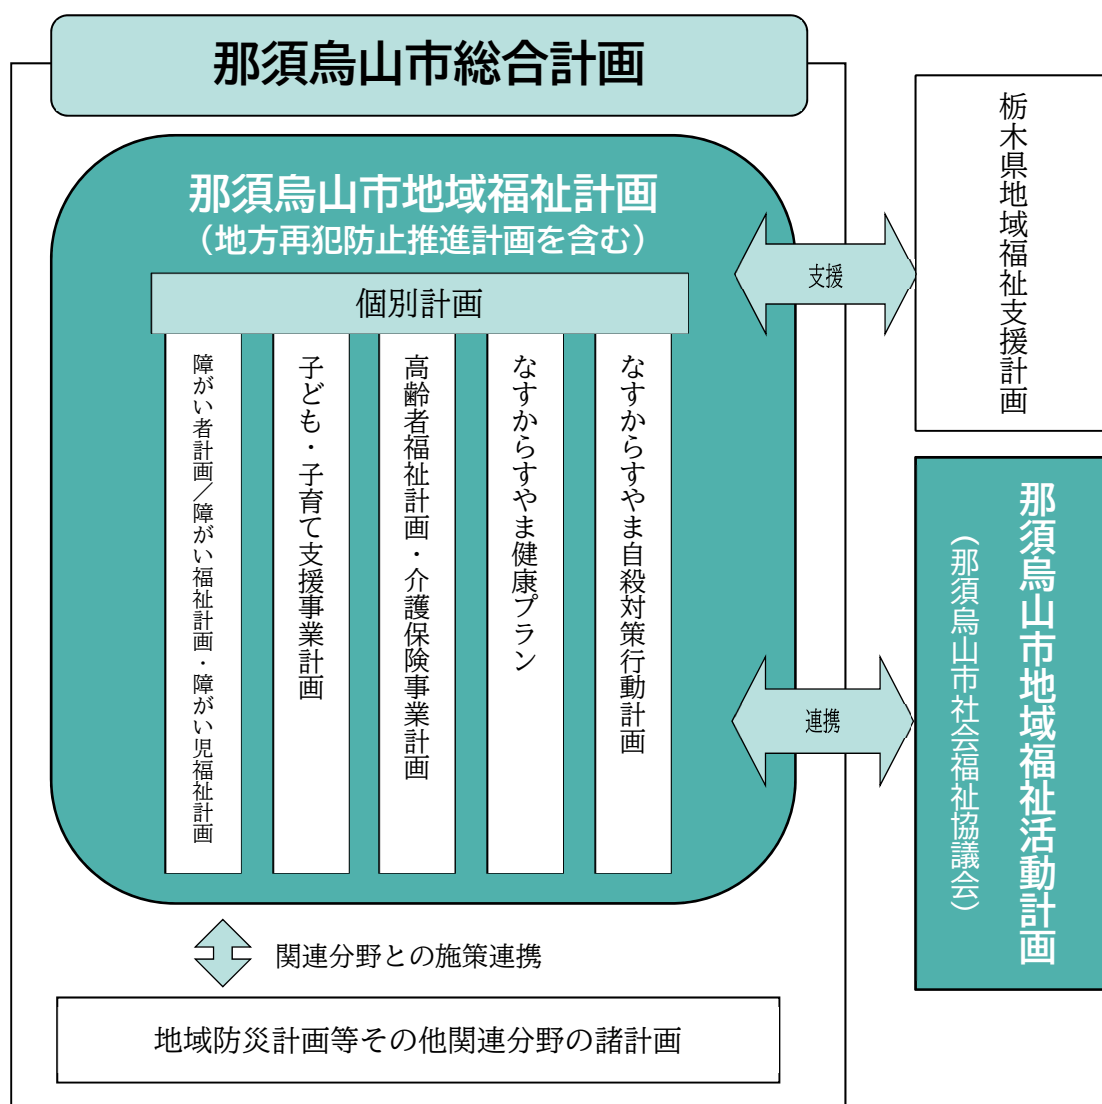 那須烏山市総合計画
那須烏山市地域福祉計画
（地方再犯防止推進計画を含む）
個別計画
障がい者計画／障がい福祉計画・障がい児福祉計画
子ども・子育て支援事業計画
高齢者福祉計画・介護保険事業計画
なすからすやま健康プラン
なすからすやま自殺対策行動計画
支援
連携
栃木県地域福祉支援計画
那須烏山市地域福祉活動計画
（那須烏山市社会福祉協議会）
関連分野との施策連携
地域防災計画等その他関連分野の諸計画